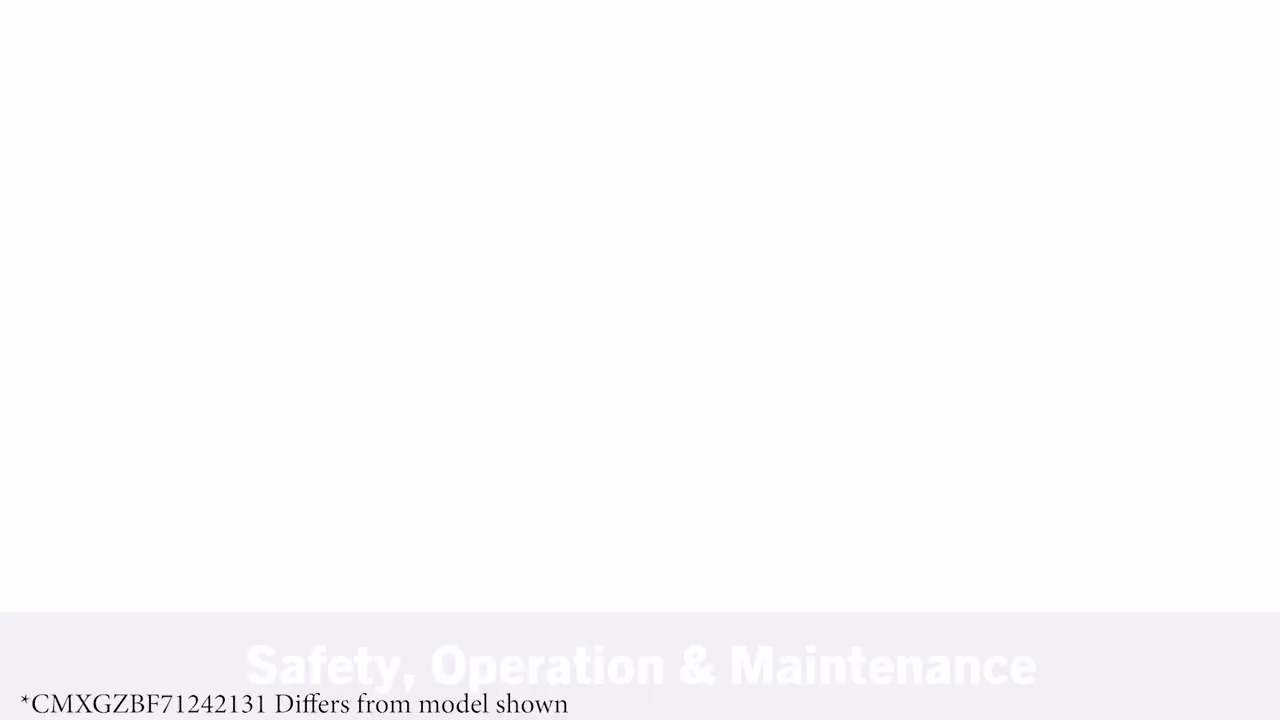 Safety, Operation & Maintenance
*CMXGZBF71242131 Differs from model shown